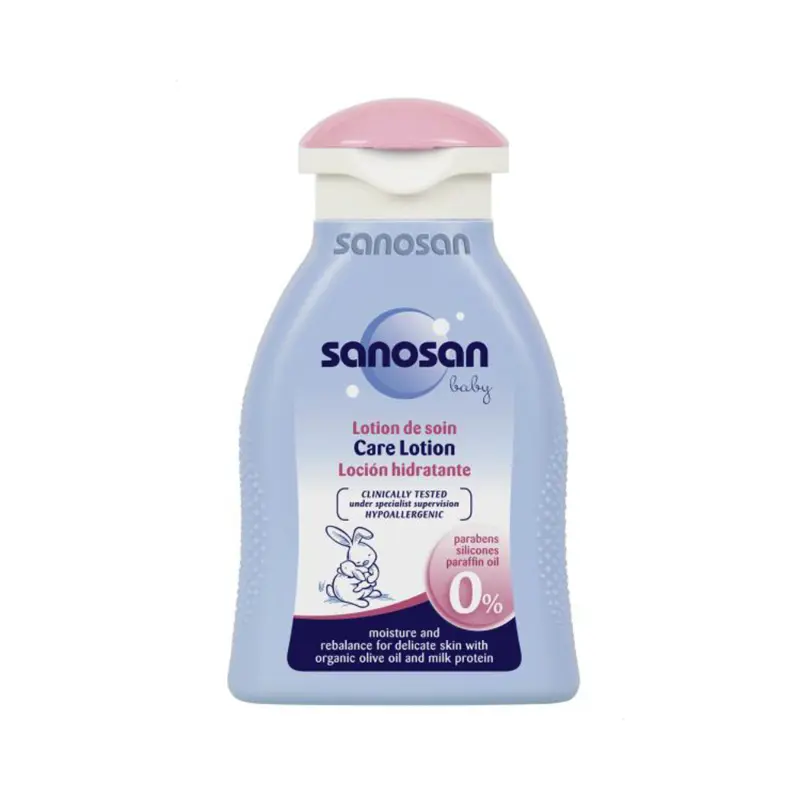 sanosan
sanosan
baby
Lotion de soin
Care Lotion
Loción hidratante
CLINICALLY TESTED
under specialist supervision
HYPOALLERGENIC
parabens
silicones
paraffin oil
0%
moisture and
rebalance for delicate skin with
organic olive oil and milk protein